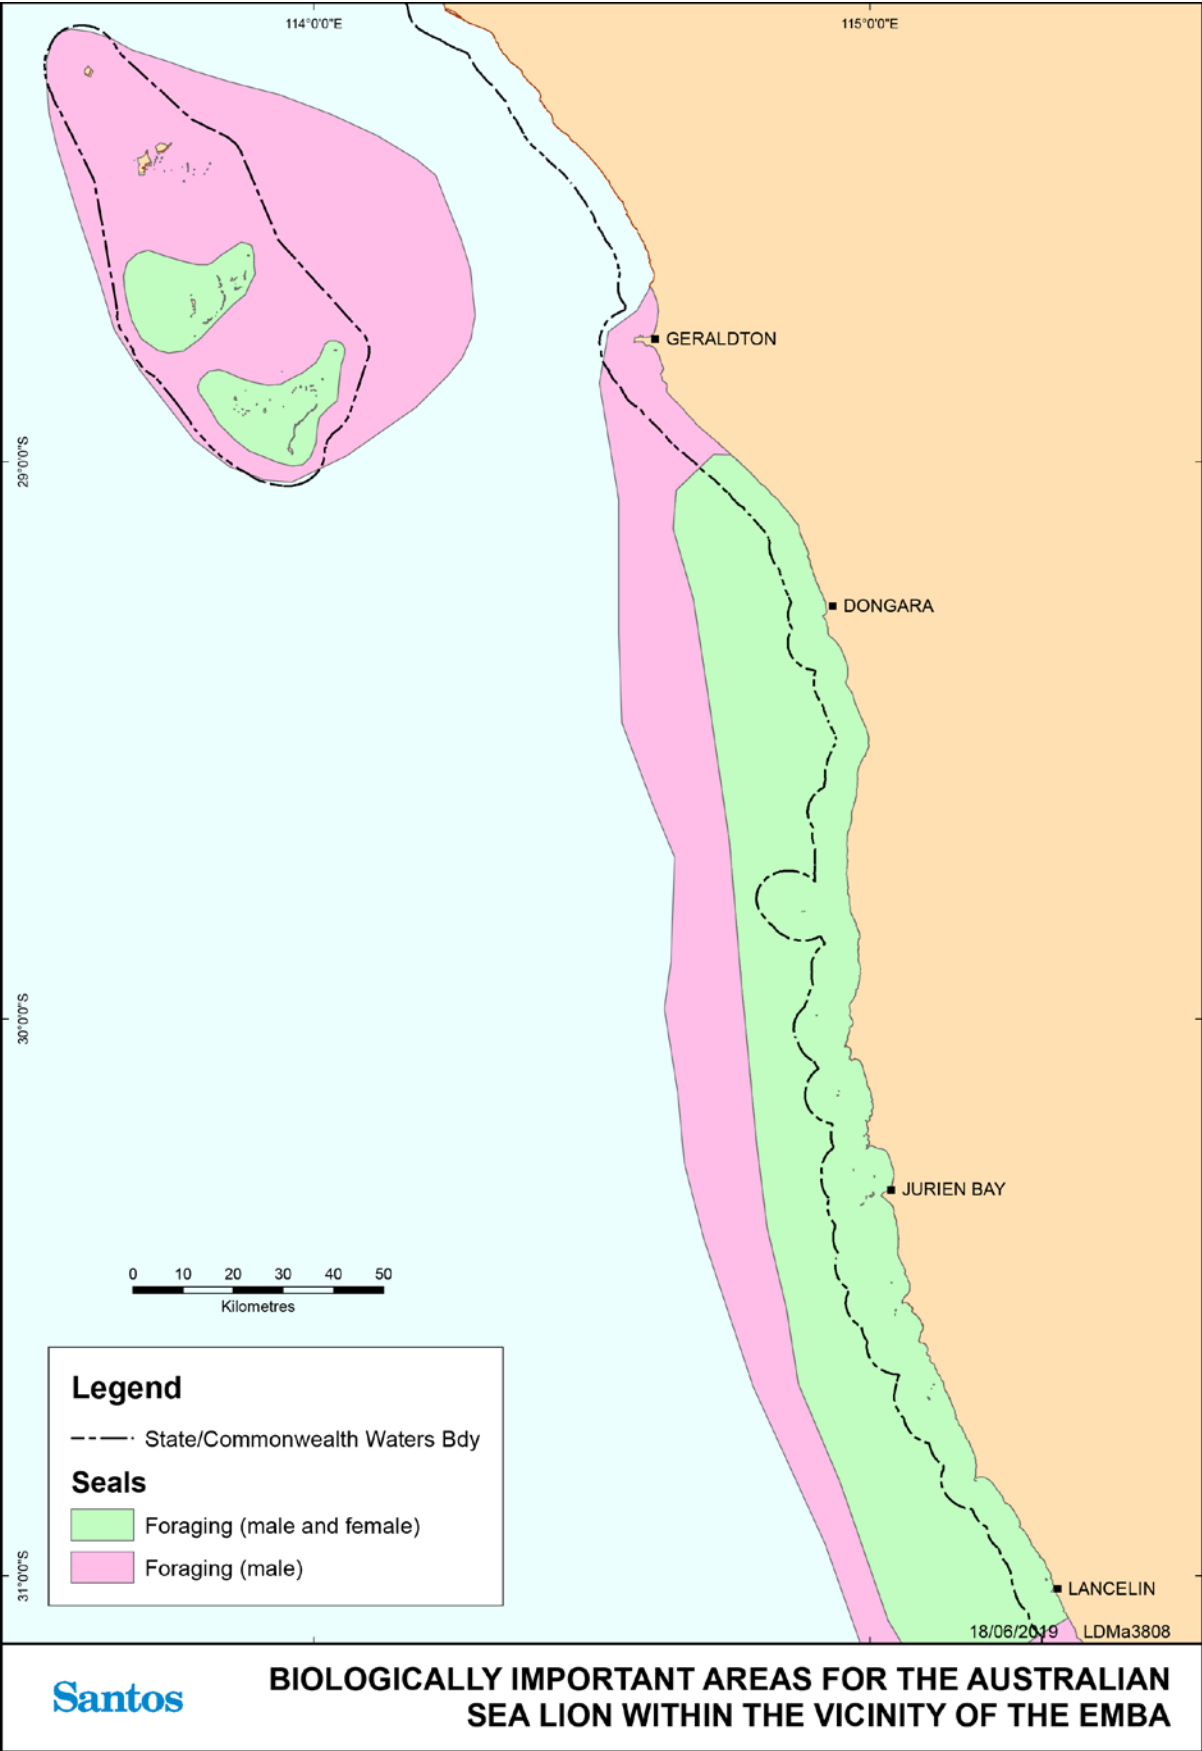 114°0'0"E
115°0'0"E
GERALDTON
29°0'0"S
DONGARA
30°0'0"S
JURIEN BAY
0 10 20 30 40 50
Kilometres
Legend
State/Commonwealth Waters Bdy
Seals
Foraging (male and female)
Foraging (male)
31°0'0"S
LANCELIN
18/06/2019 LDMa3808
Santos
BIOLOGICALLY IMPORTANT AREAS FOR THE AUSTRALIAN
SEA LION WITHIN THE VICINITY OF THE EMBA